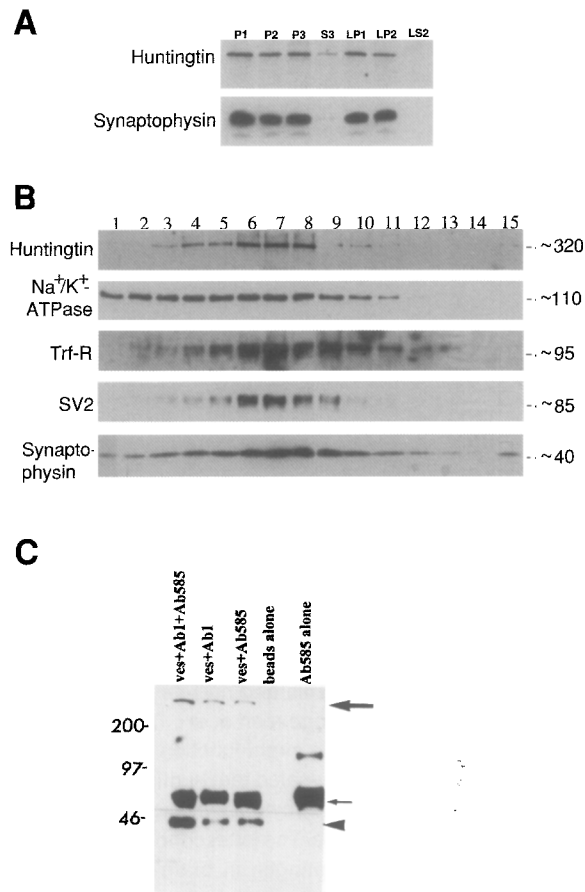 A
P1 P2 P3 S3 LP1 LP2 LS2
Huntingtin
Synaptophysin
B
1 2 3 4 5 6 7 8 9 10 11 12 13 14 15
Huntingtin
~320
Na+/K+-
ATPase
~110
Trf-R
~95
SV2
~85
Synapto-
physin
~40
C
ves+Ab1+Ab585
ves+Ab1
ves+Ab585
beads alone
Ab585 alone
200-
97-
46-